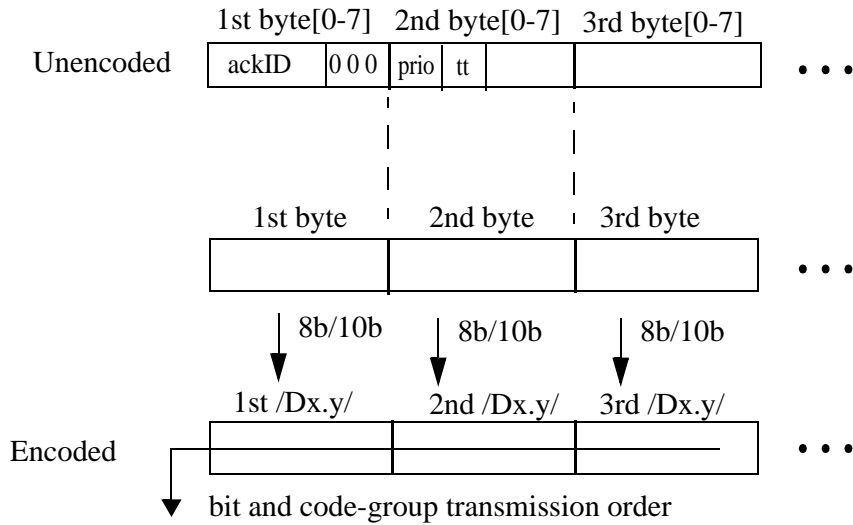 1st byte[0-7] 2nd byte[0-7] 3rd byte[0-7]
Unencoded ackID 0 0 0 prio tt • • •
1st byte 2nd byte 3rd byte
• • •
8b/10b 8b/10b 8b/10b
1st /Dx.y/ 2nd /Dx.y/ 3rd /Dx.y/
Encoded • • •
bit and code-group transmission order